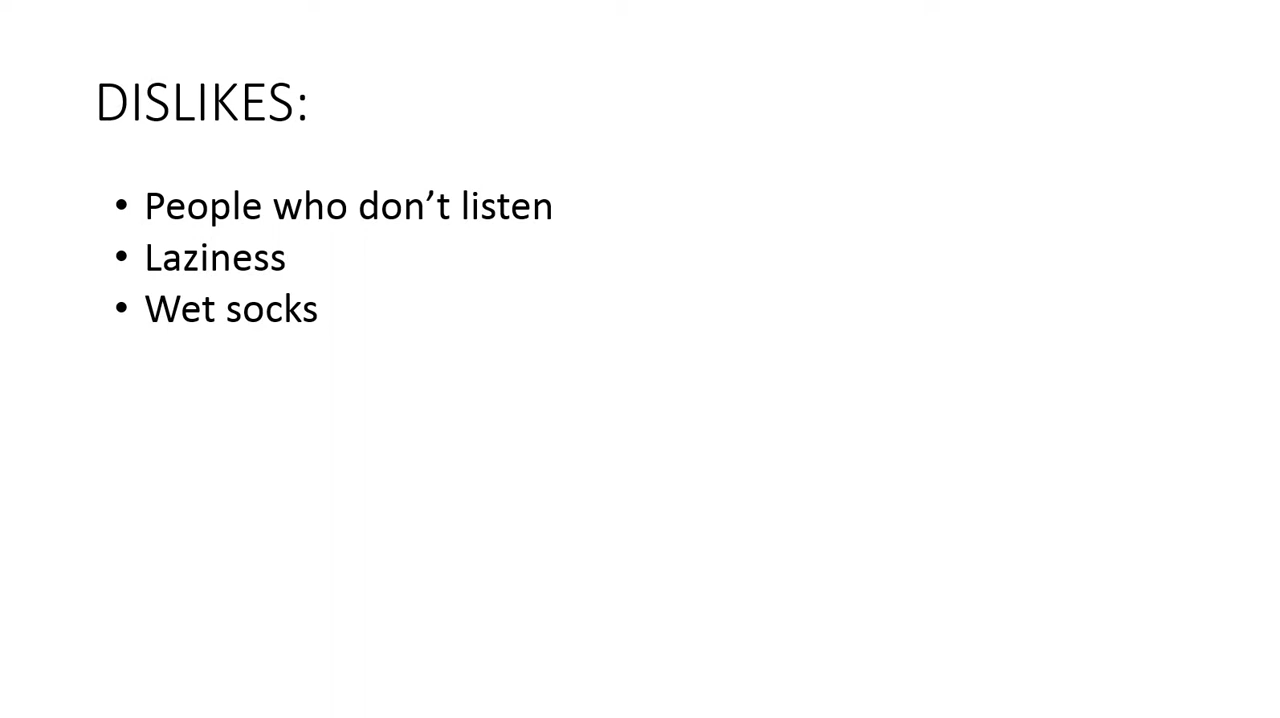 DISLIKES:
• People who don’t listen
• Laziness
• Wet socks